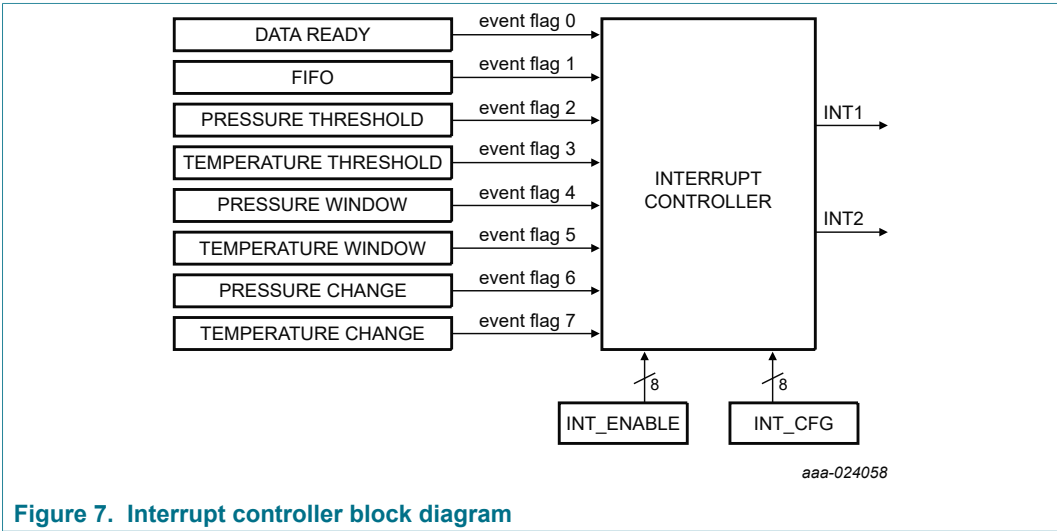 DATA READY
event flag 0
FIFO
event flag 1
PRESSURE THRESHOLD
event flag 2
TEMPERATURE THRESHOLD
event flag 3
PRESSURE WINDOW
event flag 4
TEMPERATURE WINDOW
event flag 5
PRESSURE CHANGE
event flag 6
TEMPERATURE CHANGE
event flag 7
INTERRUPT
CONTROLLER
INT1
INT2
8
8
INT_ENABLE
INT_CFG
aaa-024058
Figure 7. Interrupt controller block diagram